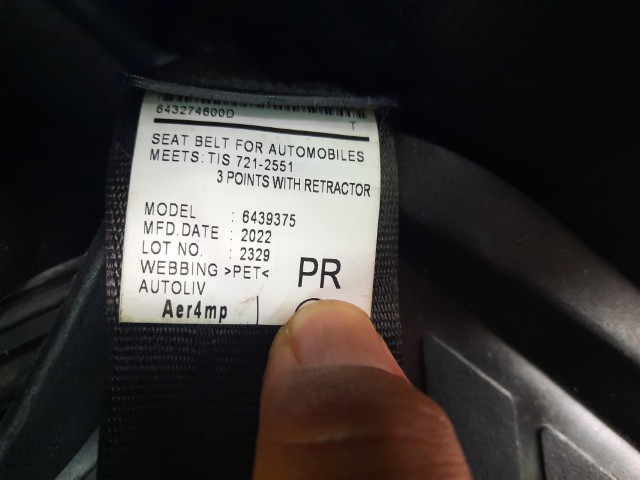 643274600D
T
SEAT BELT FOR AUTOMOBILES
MEETS: TIS 721-2551
3 POINTS WITH RETRACTOR
MODEL : 6439375
MFD.DATE : 2022
LOT NO. : 2329
WEBBING >PET<
AUTOLIV
PR
Aer4mp